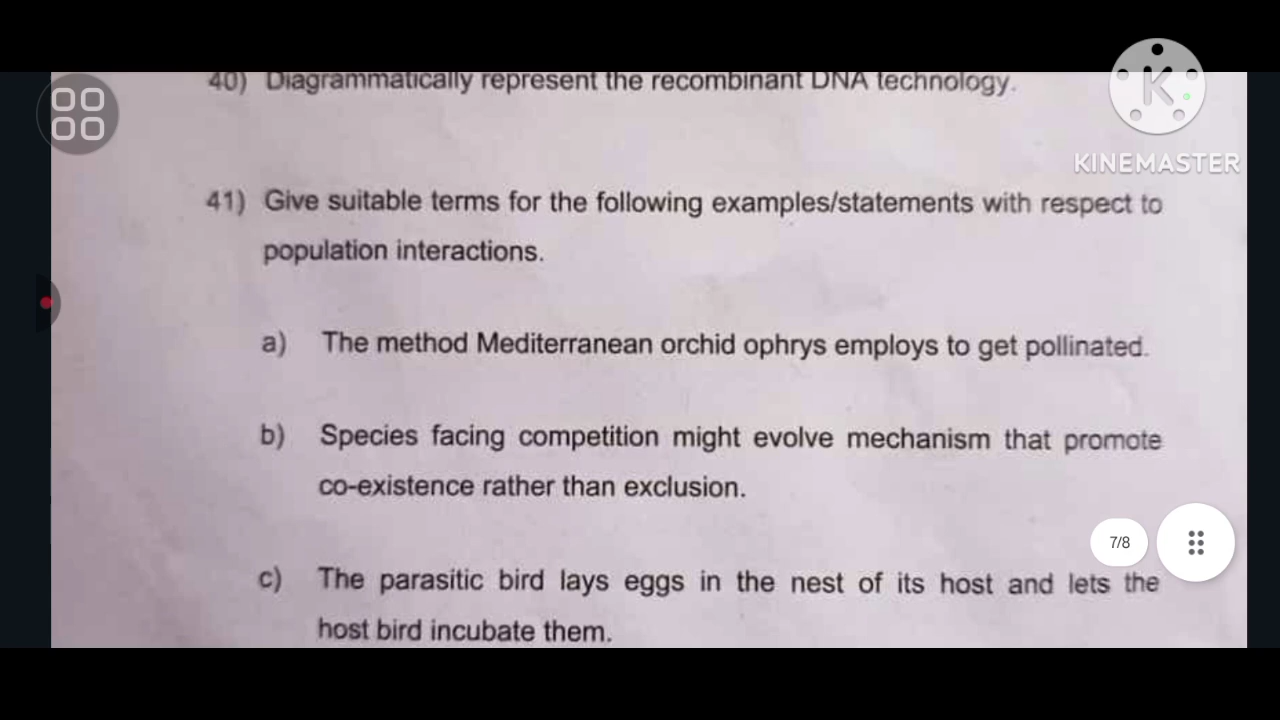 40) Diagrammatically represent the recombinant DNA technology.
KINEMASTER
41) Give suitable terms for the following examples/statements with respect to
population interactions.
a) The method Mediterranean orchid ophrys employs to get pollinated.
b) Species facing competition might evolve mechanism that promote
co-existence rather than exclusion.
7/8
c) The parasitic bird lays eggs in the nest of its host and lets the
host bird incubate them.